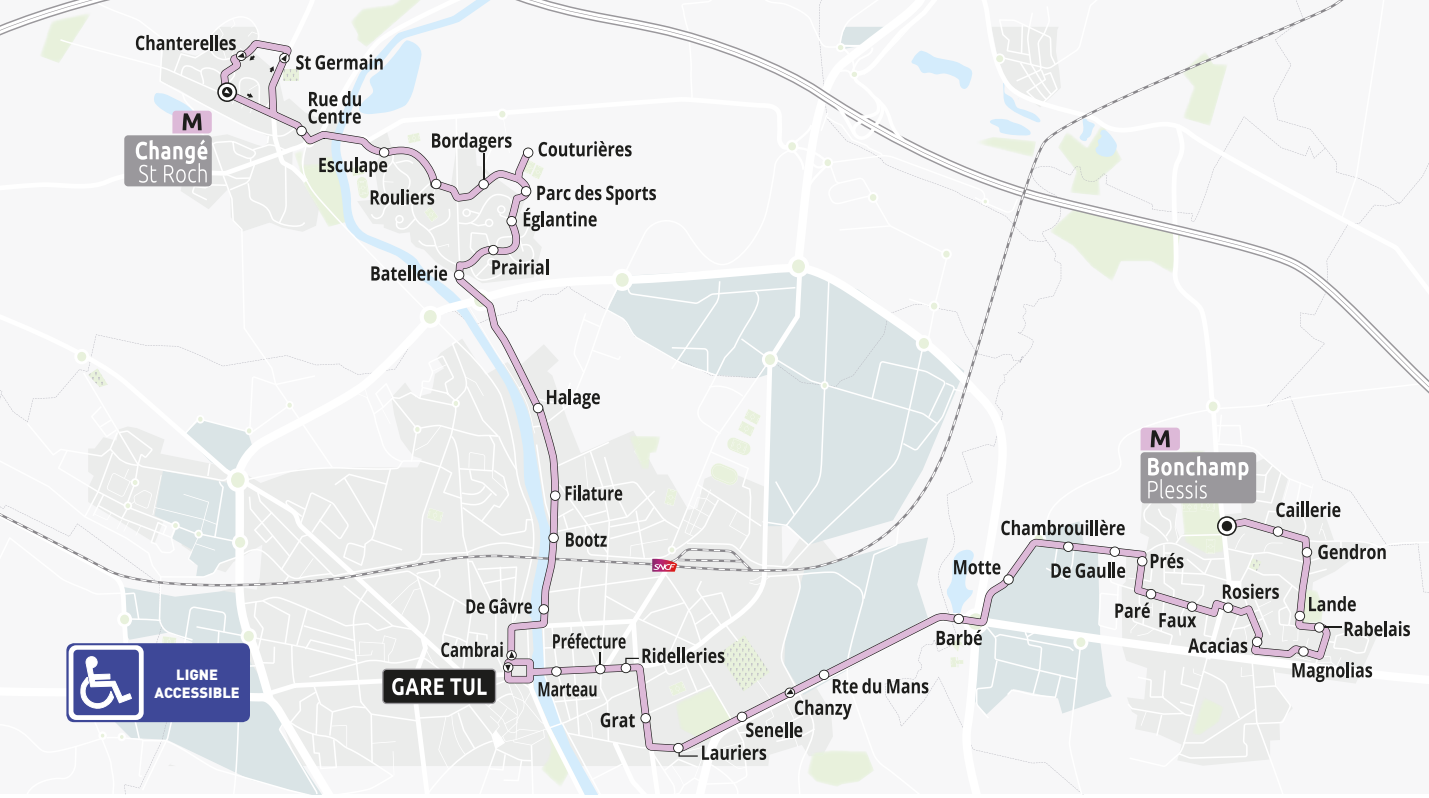 Chanterelles
St Germain
Rue du
Centre
M
Changé
St Roch
Esculape
Rouliers
Bordagers
Couturières
Parc des Sports
Églantine
Prairial
Batellerie
Halage
Filature
Bootz
SNCF
De Gâvre
Cambrai
GARE TUL
Préfecture
Marteau
Ridelleries
Grat
Lauriers
Senelle
Chanzy
Rte du Mans
Barbé
Motte
Chambrouillère
De Gaulle
Prés
Paré
Faux
Rosiers
Acacias
Magnolias
Rabelais
Lande
Gendron
Caillerie
M
Bonchamp
Plessis
LIGNE
ACCESSIBLE